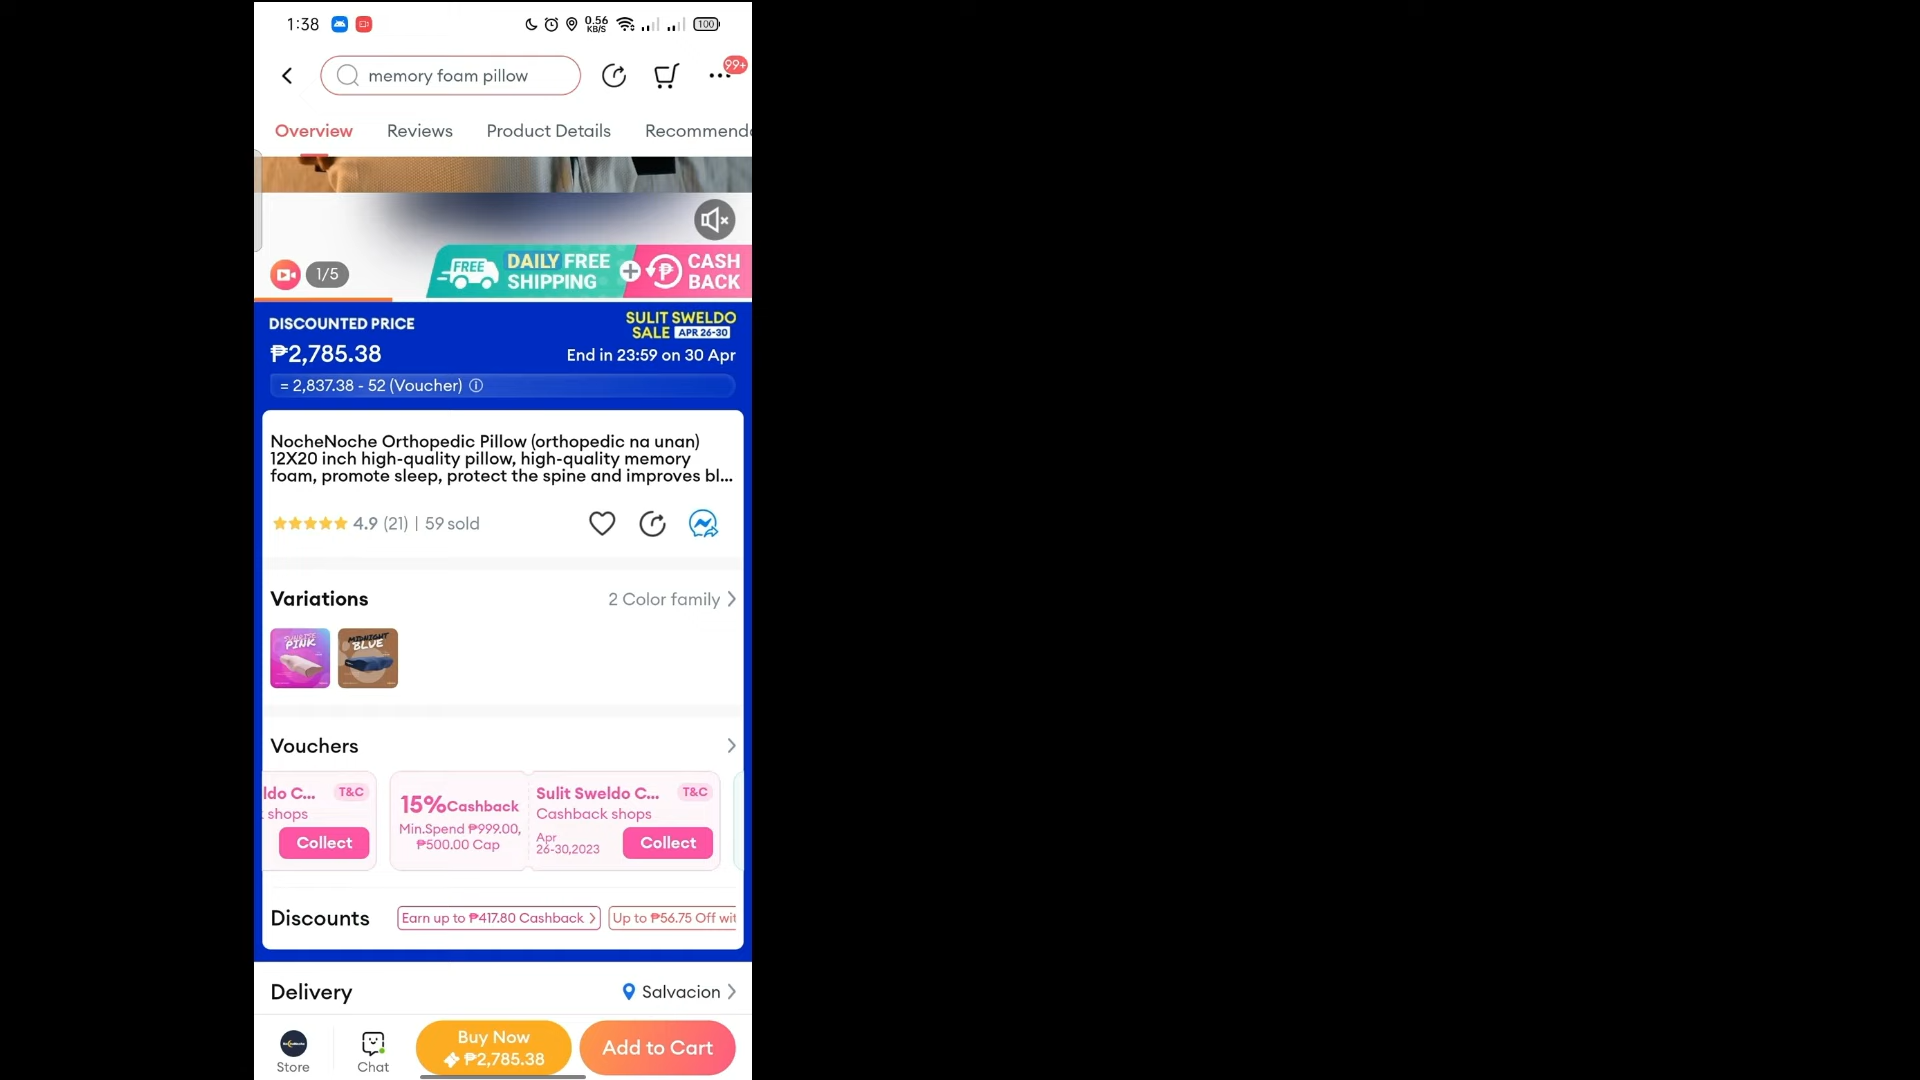 1:38
0.56
KB/S
100
memory foam pillow
99+
Overview
Reviews
Product Details
Recommend
1/5
FREE
DAILY FREE
SHIPPING
CASH
BACK
DISCOUNTED PRICE
SULIT SWELDO
SALE APR 26-30
₱2,785.38
End in 23:59 on 30 Apr
= 2,837.38 - 52 (Voucher)
NocheNoche Orthopedic Pillow (orthopedic na unan)
12X20 inch high-quality pillow, high-quality memory
foam, promote sleep, protect the spine and improves bl...
4.9 (21) | 59 sold
Variations
2 Color family
PINK
MIDNIGHT
BLUE
Vouchers
ldo C...
T&C
shops
Collect
15% Cashback
Min.Spend ₱999.00,
₱500.00 Cap
Sulit Sweldo C...
T&C
Cashback shops
Apr
26-30,2023
Collect
Discounts
Earn up to ₱417.80 Cashback
Up to ₱56.75 Off wit
Delivery
Salvacion
Store
Chat
Buy Now
₱2,785.38
Add to Cart